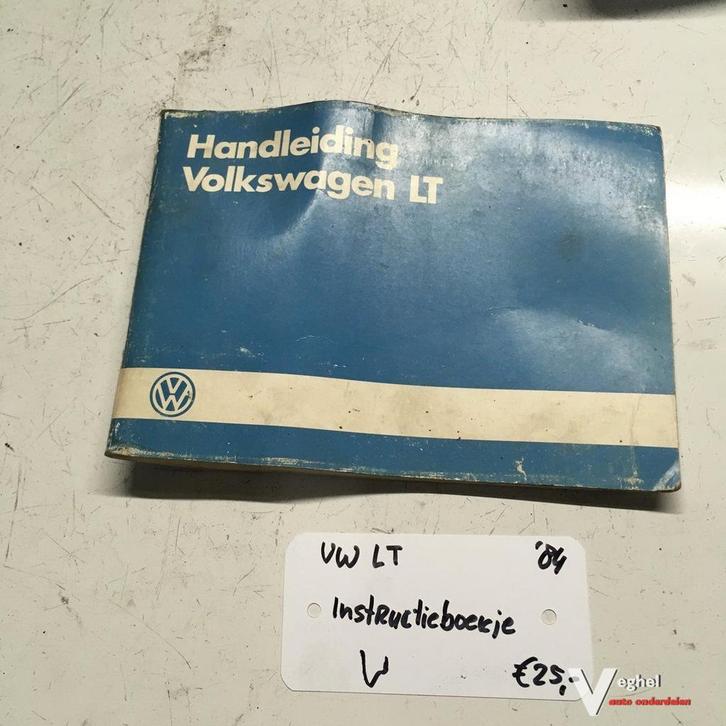 Handleiding
Volkswagen LT
VW
VW LT '84
Instructieboekje
V €25,-
Veghel
auto onderdelen